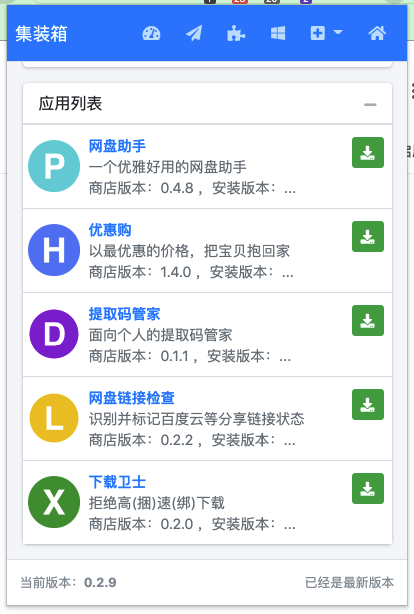 集装箱
应用列表
P
网盘助手
一个优雅好用的网盘助手
商店版本：0.4.8 ，安装版本：...
H
优惠购
以最优惠的价格，把宝贝抱回家
商店版本：1.4.0 ，安装版本：...
D
提取码管家
面向个人的提取码管家
商店版本：0.1.1 ，安装版本：...
L
网盘链接检查
识别并标记百度云等分享链接状态
商店版本：0.2.2 ，安装版本：...
X
下载卫士
拒绝高(捆)速(绑)下载
商店版本：0.2.0 ，安装版本：...
当前版本：0.2.9
已经是最新版本